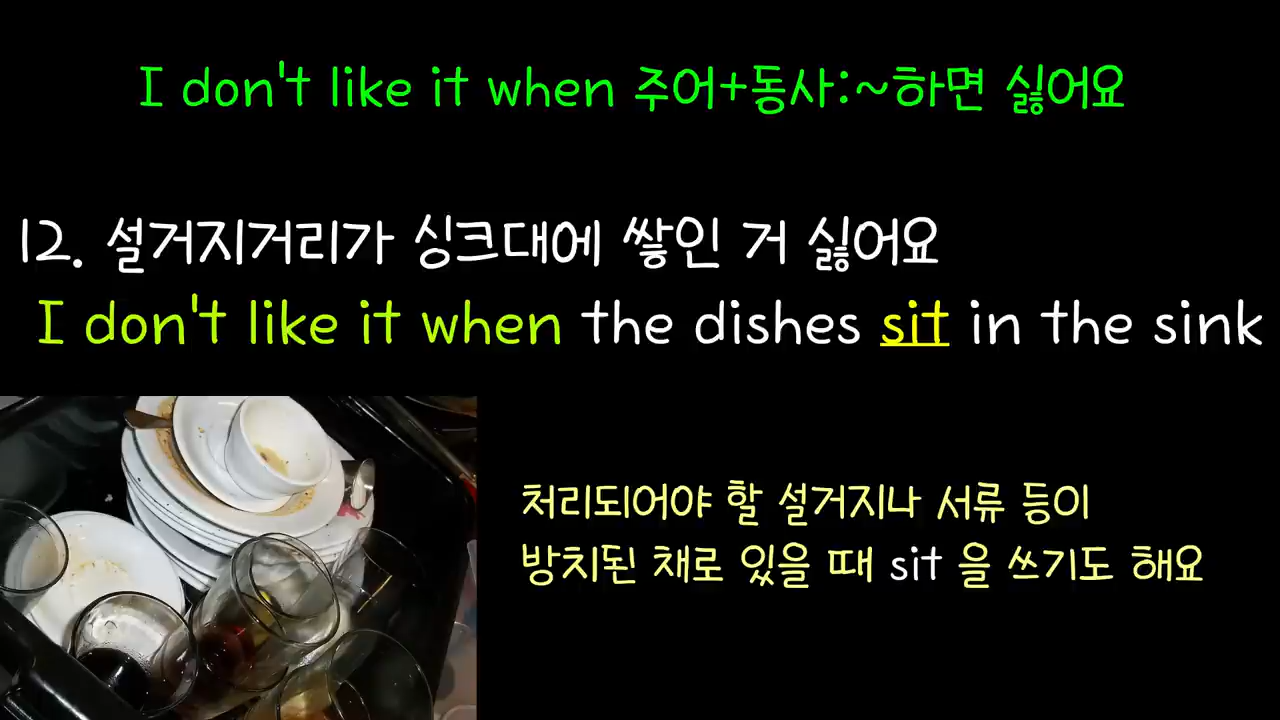 I don't like it when 주어+동사:~하면 싫어요
12. 설거지거리가 싱크대에 쌓인 거 싫어요
I don't like it when the dishes sit in the sink
처리되어야 할 설거지나 서류 등이
방치된 채로 있을 때 sit 을 쓰기도 해요